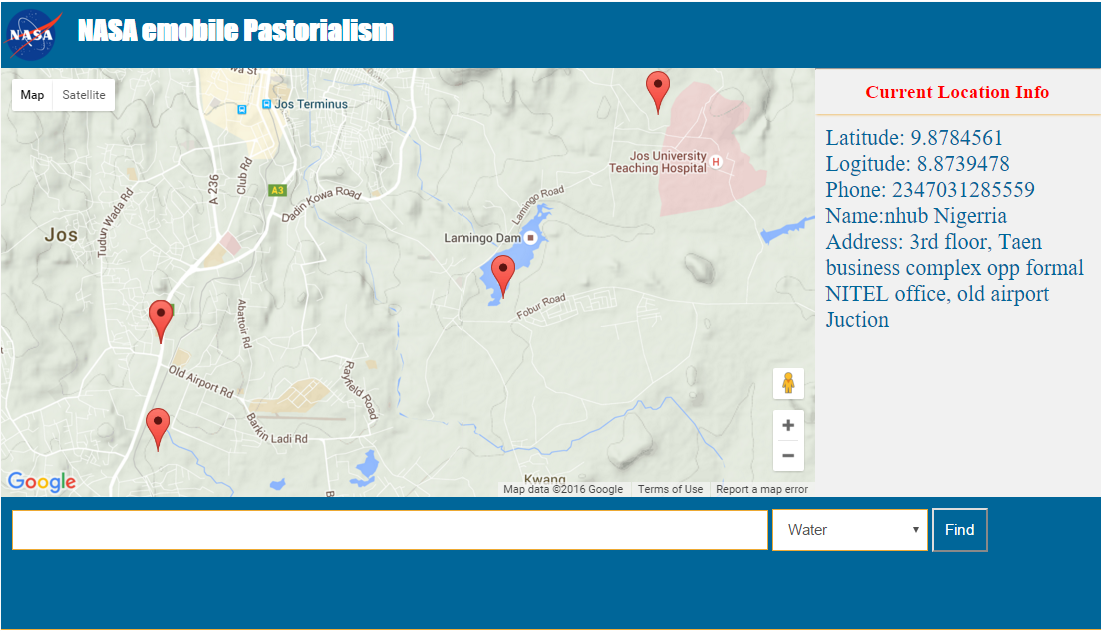 NASA
NASA emobile Pastorialism
Map
Satellite
wa St
Jos Terminus
A 236
Club Rd
A3
Dadin Kowa Road
Tudun Wada Rd
Jos
Lamingo Road
Lamingo Dam
Jos University
Teaching Hospital
H
Fobur Road
Abattoir Rd
Old Airport Rd
Rayfield Road
Barkin Ladi Rd
B
Kwang
Google
Map data ©2016 Google
Terms of Use
Report a map error
Current Location Info
Latitude: 9.8784561
Logitude: 8.8739478
Phone: 2347031285559
Name:nhub Nigerria
Address: 3rd floor, Taen
business complex opp formal
NITEL office, old airport
Juction
Water
Find